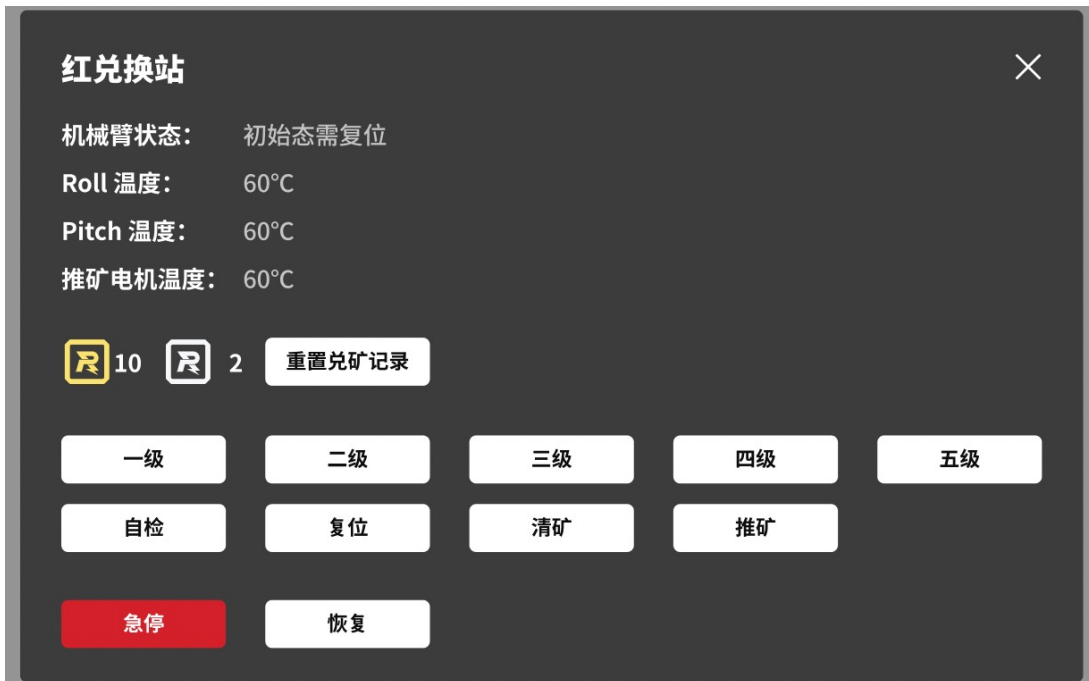 红兑换站
机械臂状态： 初始态需复位
Roll 温度： 60°C
Pitch 温度： 60°C
推矿电机温度： 60°C
R 10 R 2 重置兑矿记录
一级 二级 三级 四级 五级
自检 复位 清矿 推矿
急停 恢复